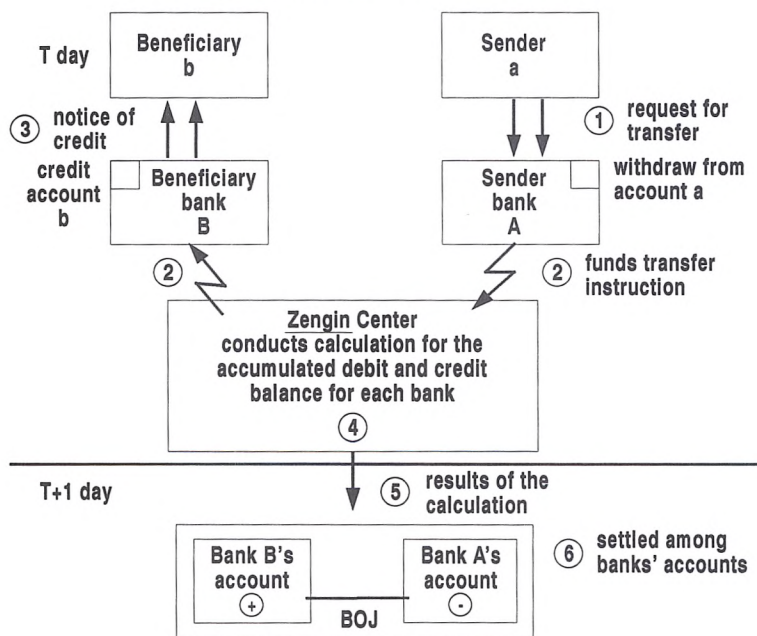 T day
Beneficiary
b
Sender
a
③ notice of
credit
① request for
transfer
credit
account
b
Beneficiary
bank
B
Sender
bank
A
withdraw from
account a
②
② funds transfer
instruction
Zengin Center
conducts calculation for the
accumulated debit and credit
balance for each bank
④
T+1 day
⑤ results of the
calculation
Bank B's
account
+
Bank A's
account
-
BOJ
⑥ settled among
banks' accounts